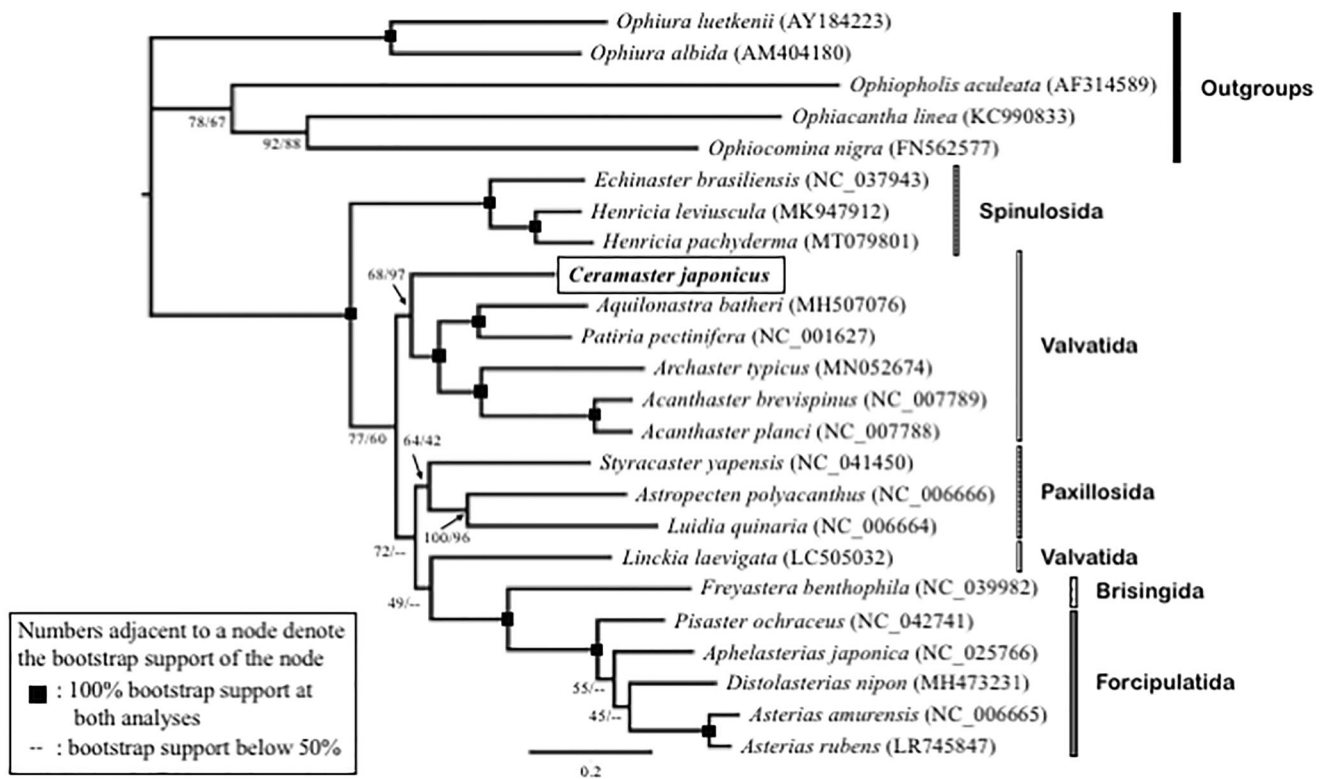 Ophiura luetkenii (AY184223)
Ophiura albida (AM404180)
Ophiopholis aculeata (AF314589)
Outgroups
Ophiacantha linea (KC990833)
78/67
92/88
Ophiocomina nigra (FN562577)
Echinaster brasiliensis (NC_037943)
Henricia leviuscula (MK947912)
Spinulosida
Henricia pachyderma (MT079801)
68/97
Ceramaster japonicus
Aquilonastra batheri (MH507076)
Patiria pectinifera (NC_001627)
Valvatida
Archaster typicus (MN052674)
Acanthaster brevispinus (NC_007789)
Acanthaster planci (NC_007788)
77/60
64/42
Styracaster yapensis (NC_041450)
Astropecten polyacanthus (NC_006666)
Paxillosida
Luidia quinaria (NC_006664)
100/96
72/--
Linckia laevigata (LC505032)
Valvatida
Freyastera benthophila (NC_039982)
Brisingida
49/--
Pisaster ochraceus (NC_042741)
Aphelasterias japonica (NC_025766)
Forcipulatida
55/--
Distolasterias nipon (MH473231)
45/--
Asterias amurensis (NC_006665)
Asterias rubens (LR745847)
0.2
Numbers adjacent to a node denote
the bootstrap support of the node
: 100% bootstrap support at
both analyses
-- : bootstrap support below 50%